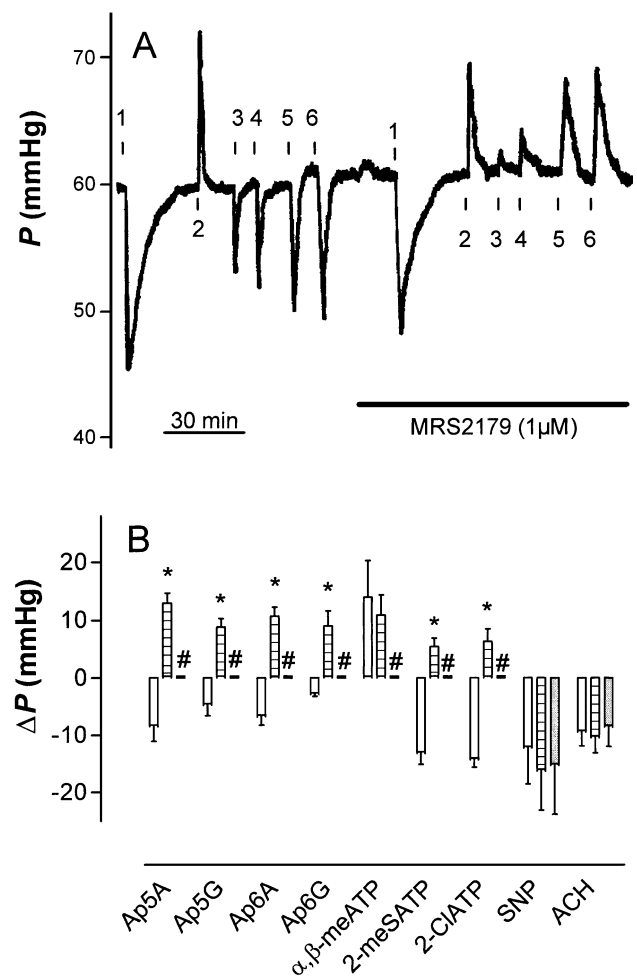 A
P (mmHg)
70
60
50
40
1
2
3 4 5 6
1
2 3 4 5 6
30 min
MRS2179 (1µM)
B
ΔP (mmHg)
20
10
0
-10
-20
* * * * * *
# # # # # # #
Ap5A
Ap5G
Ap6A
Ap6G
α,β-meATP
2-meSATP
2-ClATP
SNP
ACH